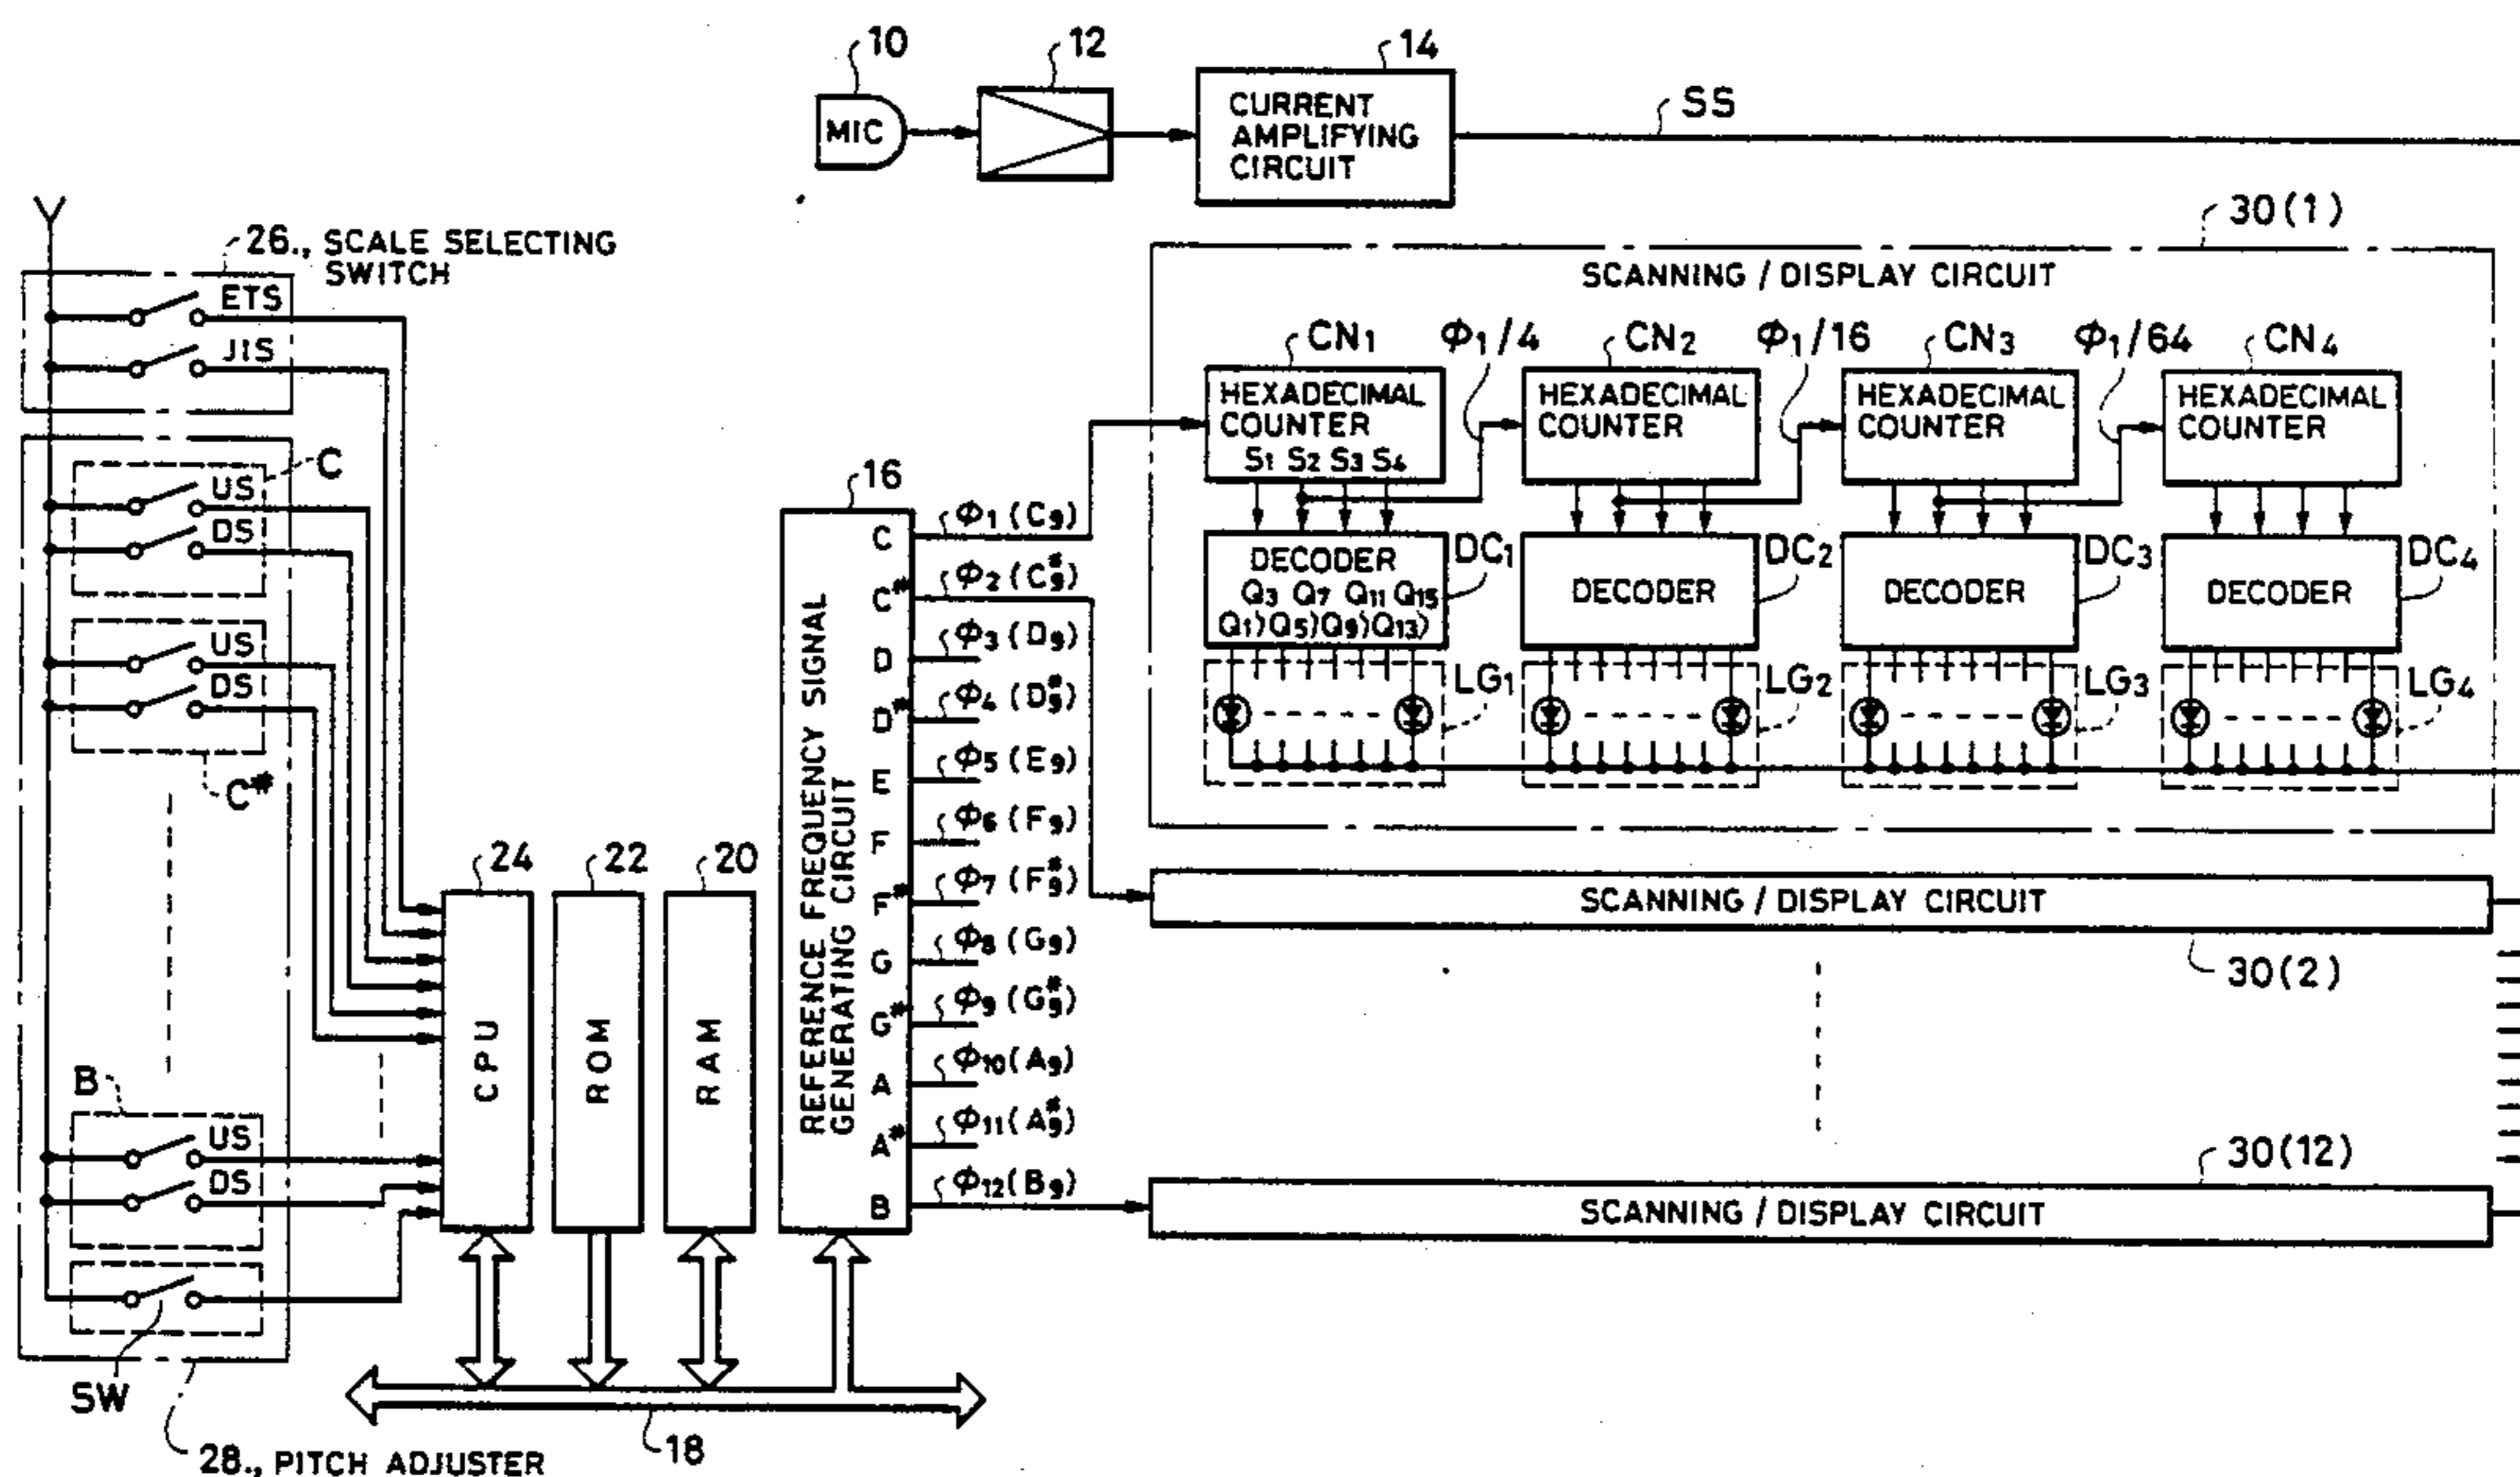 10
12
14
MIC
CURRENT
AMPLIFYING
CIRCUIT
SS
30(1)
26., SCALE SELECTING
SWITCH
ETS
JIS
C
US
DS
US
DS
C*
B
US
DS
SW
28., PITCH ADJUSTER
24
22
20
CPU
ROM
RAM
18
16
REFERENCE FREQUENCY SIGNAL
GENERATING CIRCUIT
C Φ1 (C9)
C* Φ2 (C9*)
D Φ3 (D9)
D* Φ4 (D9*)
E Φ5 (E9)
F Φ6 (F9)
F* Φ7 (F9*)
G Φ8 (G9)
G* Φ9 (G9*)
A Φ10 (A9)
A* Φ11 (A9*)
B Φ12 (B9)
SCANNING / DISPLAY CIRCUIT
CN1 Φ1/4 CN2 Φ1/16 CN3 Φ1/64 CN4
HEXADECIMAL
COUNTER
S1 S2 S3 S4
HEXADECIMAL
COUNTER
HEXADECIMAL
COUNTER
HEXADECIMAL
COUNTER
DECODER
Q3 Q7 Q11 Q15
Q1) Q5) Q9) Q13)
DC1
DECODER
DC2
DECODER
DC3
DECODER
DC4
LG1
LG2
LG3
LG4
SCANNING / DISPLAY CIRCUIT
30(2)
30(12)
SCANNING / DISPLAY CIRCUIT